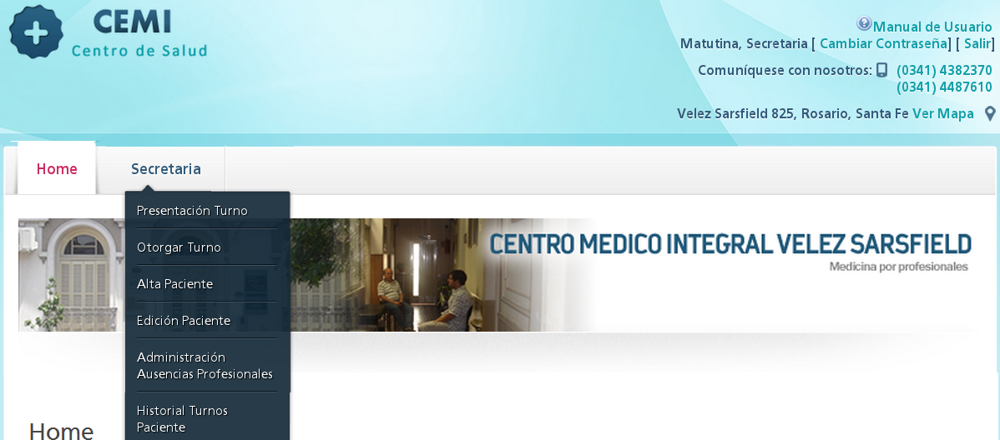 CEMI
Centro de Salud
Manual de Usuario
Matutina, Secretaria [ Cambiar Contraseña] [ Salir]
Comuníquese con nosotros: (0341) 4382370
(0341) 4487610
Velez Sarsfield 825, Rosario, Santa Fe Ver Mapa
Home Secretaria
Presentación Turno
Otorgar Turno
Alta Paciente
Edición Paciente
Administración
Ausencias Profesionales
Historial Turnos
Paciente
CENTRO MEDICO INTEGRAL VELEZ SARSFIELD
Medicina por profesionales
Home